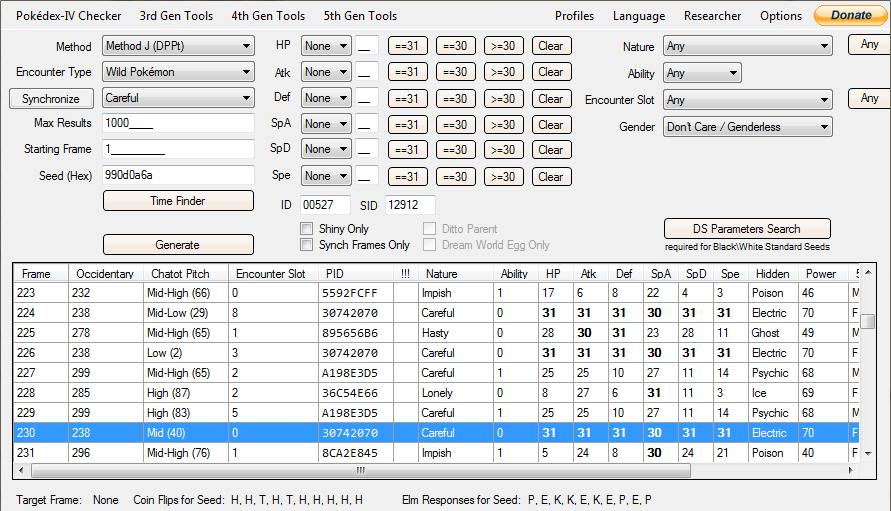 Pokédex-IV Checker 3rd Gen Tools 4th Gen Tools 5th Gen Tools Profiles Language Researcher Options Donate
Method Method J (DPPt) HP None __ ==31 ==30 >=30 Clear Nature Any Any
Encounter Type Wild Pokémon Atk None __ ==31 ==30 >=30 Clear Ability Any
Synchronize Careful Def None __ ==31 ==30 >=30 Clear Encounter Slot Any Any
Max Results 1000____ SpA None __ ==31 ==30 >=30 Clear Gender Don't Care / Genderless
Starting Frame 1_________ SpD None __ ==31 ==30 >=30 Clear
Seed (Hex) 990d0a6a Spe None __ ==31 ==30 >=30 Clear
Time Finder ID 00527 SID 12912
Shiny Only Ditto Parent DS Parameters Search
Generate Synch Frames Only Dream World Egg Only required for Black\White Standard Seeds
Frame Occidentary Chatot Pitch Encounter Slot PID !!! Nature Ability HP Atk Def SpA SpD Spe Hidden Power
223 232 Mid-High (66) 0 5592FCFF Impish 1 17 6 8 22 4 3 Poison 46 M
224 238 Mid-Low (29) 8 30742070 Careful 0 31 31 31 30 31 31 Electric 70 F
225 278 Mid-High (65) 1 895656B6 Hasty 0 28 30 31 23 28 11 Ghost 49 M
226 238 Low (2) 3 30742070 Careful 0 31 31 31 30 31 31 Electric 70 F
227 299 Mid-High (65) 2 A198E3D5 Careful 1 25 25 10 27 11 14 Psychic 68 M
228 285 High (87) 2 36C54E66 Lonely 0 8 27 6 31 11 3 Ice 69 F
229 299 High (83) 5 A198E3D5 Careful 1 25 25 10 27 11 14 Psychic 68 M
230 238 Mid (40) 0 30742070 Careful 0 31 31 31 30 31 31 Electric 70 F
231 296 Mid-High (76) 1 8CA2E845 Impish 1 5 24 8 30 24 21 Poison 40 F
Target Frame: None Coin Flips for Seed: H, H, T, H, T, H, H, H, H, H Elm Responses for Seed: P, E, K, K, E, K, E, P, E, P